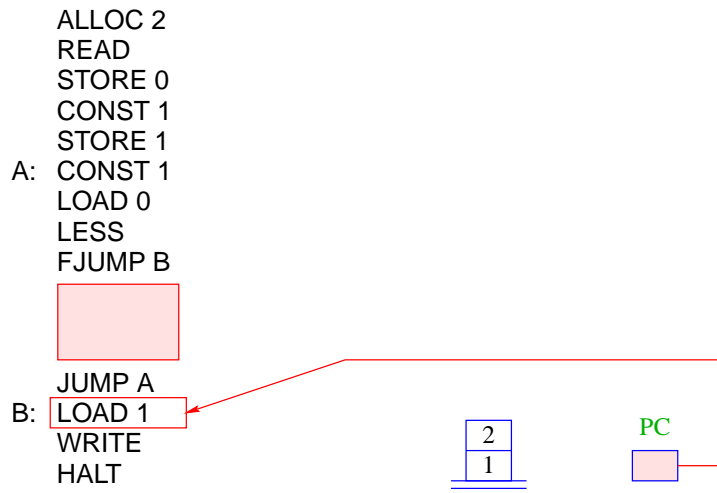 ALLOC 2
READ
STORE 0
CONST 1
STORE 1
A: CONST 1
LOAD 0
LESS
FJUMP B
JUMP A
B: LOAD 1
WRITE
HALT
2
1
PC